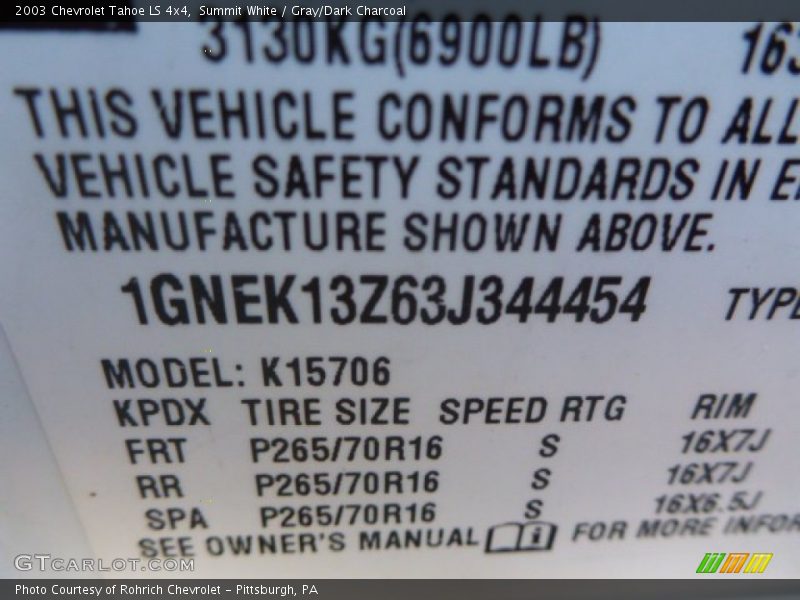 2003 Chevrolet Tahoe LS 4x4, Summit White / Gray/Dark Charcoal
3130KG(6900LB)
THIS VEHICLE CONFORMS TO ALL
VEHICLE SAFETY STANDARDS IN
MANUFACTURE SHOWN ABOVE.
1GNEK13Z63J344454 TYPE
MODEL: K15706
KPDX TIRE SIZE SPEED RTG RIM
FRT P265/70R16 S 16X7J
RR P265/70R16 S 16X7J
SPA P265/70R16 S 16X6.5J
SEE OWNER'S MANUAL FOR MORE
GTCARLOT.COM
Photo Courtesy of Rohrich Chevrolet - Pittsburgh, PA